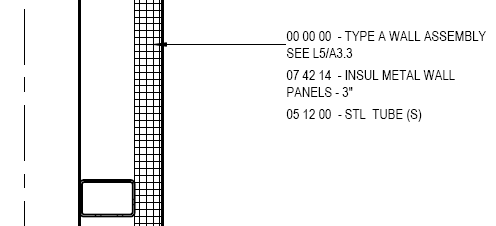 00 00 00 - TYPE A WALL ASSEMBLY
SEE L5/A3.3
07 42 14 - INSUL METAL WALL
PANELS - 3"
05 12 00 - STL TUBE (S)